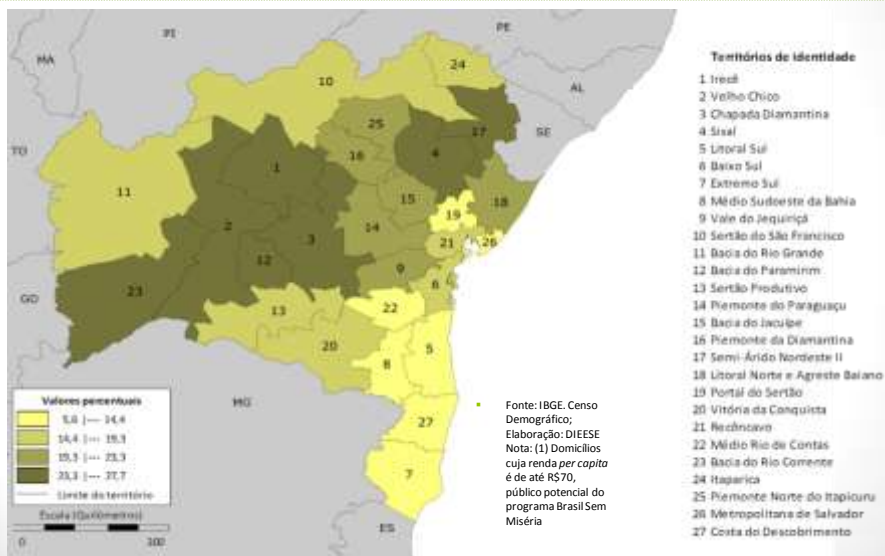 PI
PE
MA
AL
TO
SE
GO
MG
ES
10
24
25
17
4
16
1
11
15
18
19
2
14
3
21
26
12
9
23
6
13
22
20
5
8
27
7
Valores percentuais
5,6 |--- 14,4
14,4 |--- 19,3
19,3 |--- 23,3
23,3 |--- 27,7
Limite do território
Escala (Quilômetros)
0 300
Fonte: IBGE. Censo
Demográfico;
Elaboração: DIEESE
Nota: (1) Domicílios
cuja renda per capita
é de até R$70,
público potencial do
programa Brasil Sem
Miséria
Territórios de identidade
1 Irecê
2 Velho Chico
3 Chapada Diamantina
4 Sisal
5 Litoral Sul
6 Baixo Sul
7 Extremo Sul
8 Médio Sudoeste da Bahia
9 Vale do Jequiriçá
10 Sertão do São Francisco
11 Bacia do Rio Grande
12 Bacia do Paramirim
13 Sertão Produtivo
14 Piemonte do Paraguaçu
15 Bacia do Jacuípe
16 Piemonte da Diamantina
17 Semi-Árido Nordeste II
18 Litoral Norte e Agreste Baiano
19 Portal do Sertão
20 Vitória da Conquista
21 Recôncavo
22 Médio Rio de Contas
23 Bacia do Rio Corrente
24 Itaparica
25 Piemonte Norte do Itapicuru
26 Metropolitana de Salvador
27 Costa do Descobrimento